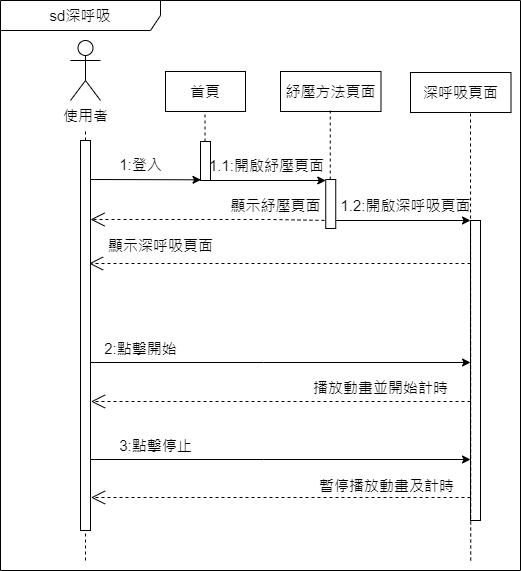 sd深呼吸
使用者
首頁
紓壓方法頁面
深呼吸頁面
1:登入
1.1:開啟紓壓頁面
顯示紓壓頁面
1.2:開啟深呼吸頁面
顯示深呼吸頁面
2:點擊開始
播放動畫並開始計時
3:點擊停止
暫停播放動畫及計時